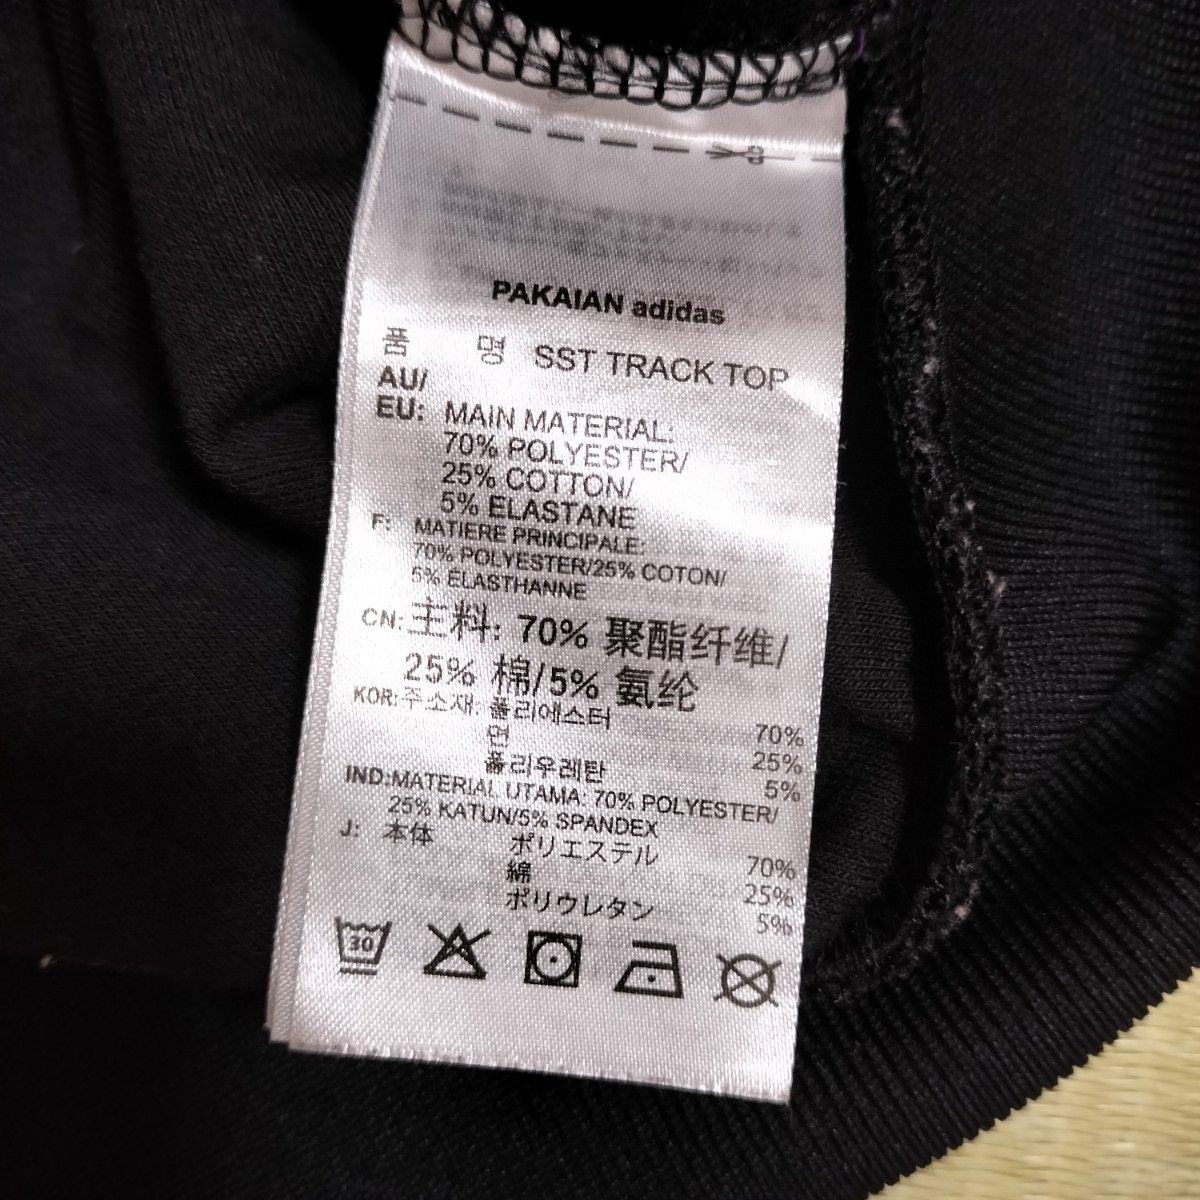 PAKAIAN adidas
품 명 SST TRACK TOP
AU/
EU: MAIN MATERIAL:
70% POLYESTER/
25% COTTON/
5% ELASTANE
F: MATIERE PRINCIPALE:
70% POLYESTER/25% COTON/
5% ELASTHANNE
CN: 主料: 70% 聚酯纤维/
25% 棉/5% 氨纶
KOR: 주소재: 폴리에스터 70%
면 25%
폴리우레탄 5%
IND: MATERIAL UTAMA: 70% POLYESTER/
25% KATUN/5% SPANDEX
J: 本体 ポリエステル 70%
綿 25%
ポリウレタン 5%
30